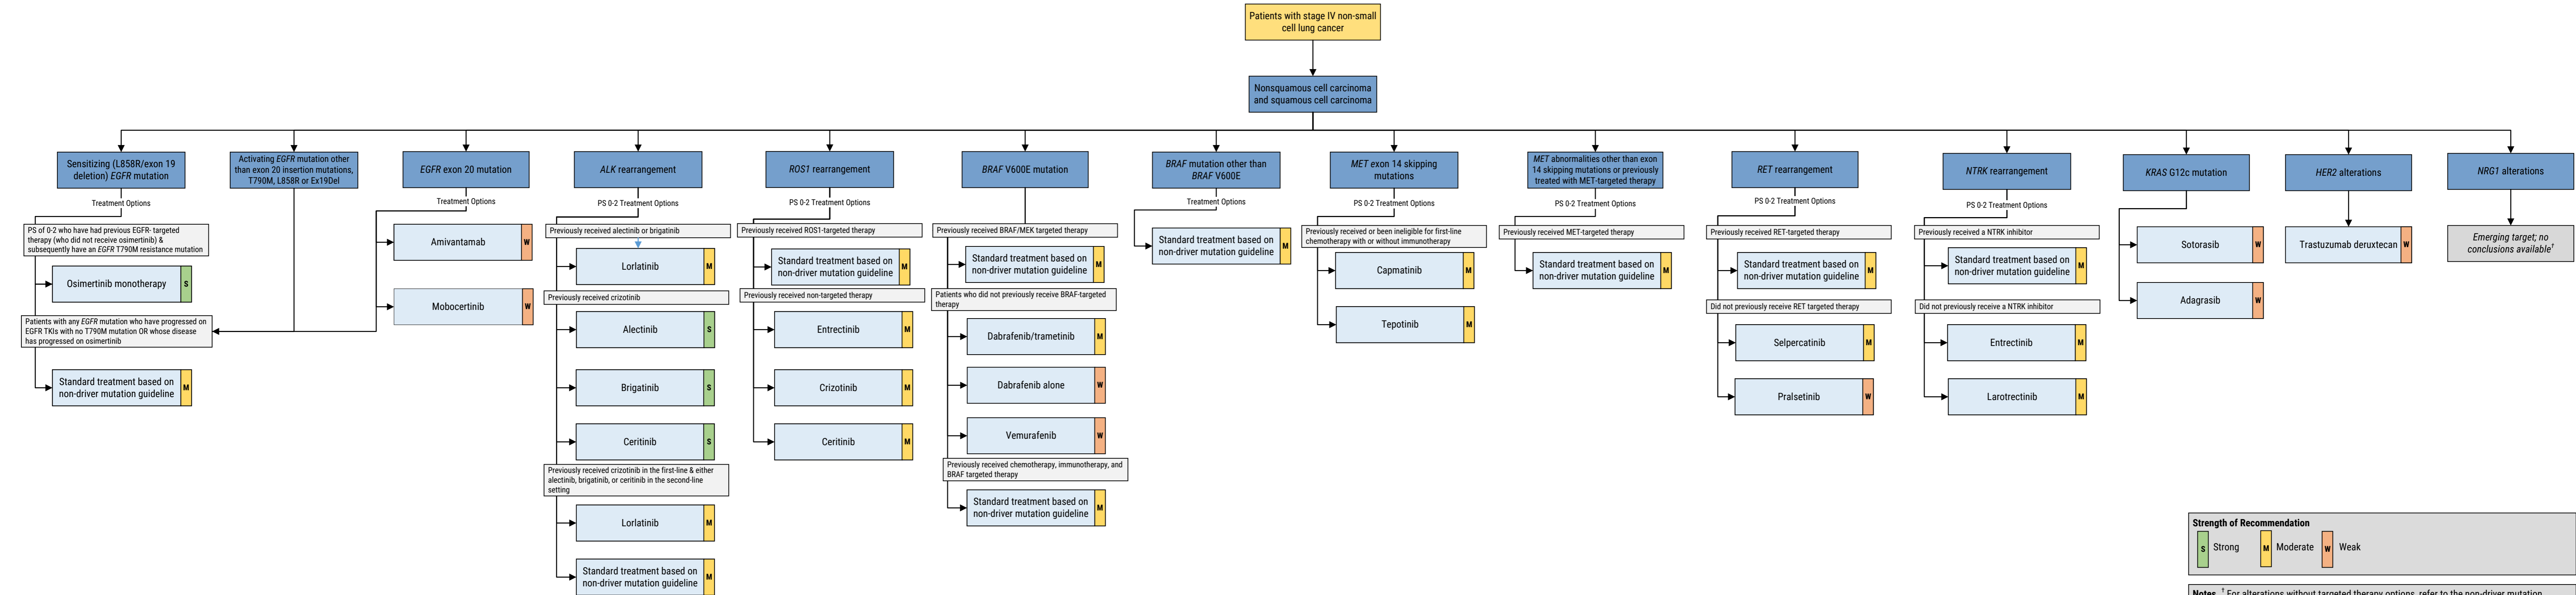 Patients with stage IV non-small
cell lung cancer
Nonsquamous cell carcinoma
and squamous cell carcinoma
Sensitizing (L858R/exon 19
deletion) EGFR mutation
Treatment Options
PS of 0-2 who have had previous EGFR- targeted
therapy (who did not receive osimertinib) &
subsequently have an EGFR T790M resistance mutation
Osimertinib monotherapy
S
Patients with any EGFR mutation who have progressed on
EGFR TKIs with no T790M mutation OR whose disease
has progressed on osimertinib
Standard treatment based on
non-driver mutation guideline
M
Activating EGFR mutation other
than exon 20 insertion mutations,
T790M, L858R or Ex19Del
EGFR exon 20 mutation
Treatment Options
Amivantamab
W
Mobocertinib
W
ALK rearrangement
PS 0-2 Treatment Options
Previously received alectinib or brigatinib
Lorlatinib
M
Previously received crizotinib
Alectinib
S
Brigatinib
S
Ceritinib
S
Previously received crizotinib in the first-line & either
alectinib, brigatinib, or ceritinib in the second-line
setting
Lorlatinib
M
Standard treatment based on
non-driver mutation guideline
M
ROS1 rearrangement
PS 0-2 Treatment Options
Previously received ROS1-targeted therapy
Standard treatment based on
non-driver mutation guideline
M
Previously received non-targeted therapy
Entrectinib
M
Crizotinib
M
Ceritinib
M
BRAF V600E mutation
Previously received BRAF/MEK targeted therapy
Standard treatment based on
non-driver mutation guideline
M
Patients who did not previously receive BRAF-targeted
therapy
Dabrafenib/trametinib
M
Dabrafenib alone
W
Vemurafenib
W
Previously received chemotherapy, immunotherapy, and
BRAF targeted therapy
Standard treatment based on
non-driver mutation guideline
M
BRAF mutation other than
BRAF V600E
Treatment Options
Standard treatment based on
non-driver mutation guideline
M
MET exon 14 skipping
mutations
PS 0-2 Treatment Options
Previously received or been ineligible for first-line
chemotherapy with or without immunotherapy
Capmatinib
M
Tepotinib
M
MET abnormalities other than exon
14 skipping mutations or previously
treated with MET-targeted therapy
PS 0-2 Treatment Options
Previously received MET-targeted therapy
Standard treatment based on
non-driver mutation guideline
M
RET rearrangement
PS 0-2 Treatment Options
Previously received RET-targeted therapy
Standard treatment based on
non-driver mutation guideline
M
Did not previously receive RET targeted therapy
Selpercatinib
M
Pralsetinib
W
NTRK rearrangement
PS 0-2 Treatment Options
Previously received a NTRK inhibitor
Standard treatment based on
non-driver mutation guideline
M
Did not previously receive a NTRK inhibitor
Entrectinib
M
Larotrectinib
M
KRAS G12c mutation
Sotorasib
W
Adagrasib
W
HER2 alterations
Trastuzumab deruxtecan
W
NRG1 alterations
Emerging target; no
conclusions available†
Strength of Recommendation
S Strong M Moderate W Weak
Notes. † For alterations without targeted therapy options, refer to the non-driver mutation